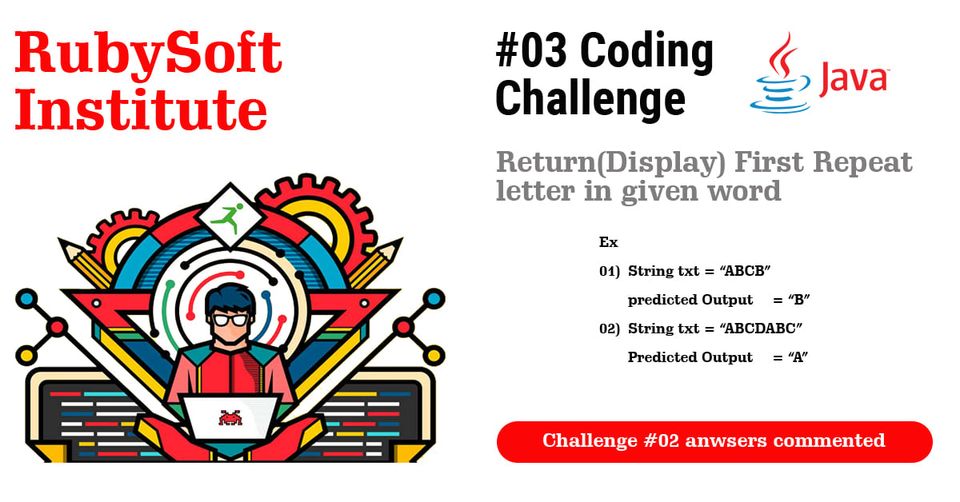 RubySoft
Institute
#03 Coding
Challenge
Java™
Return(Display) First Repeat
letter in given word
Ex
01) String txt = “ABCB”
predicted Output = “B”
02) String txt = “ABCDABC”
Predicted Output = “A”
Challenge #02 anwsers commented